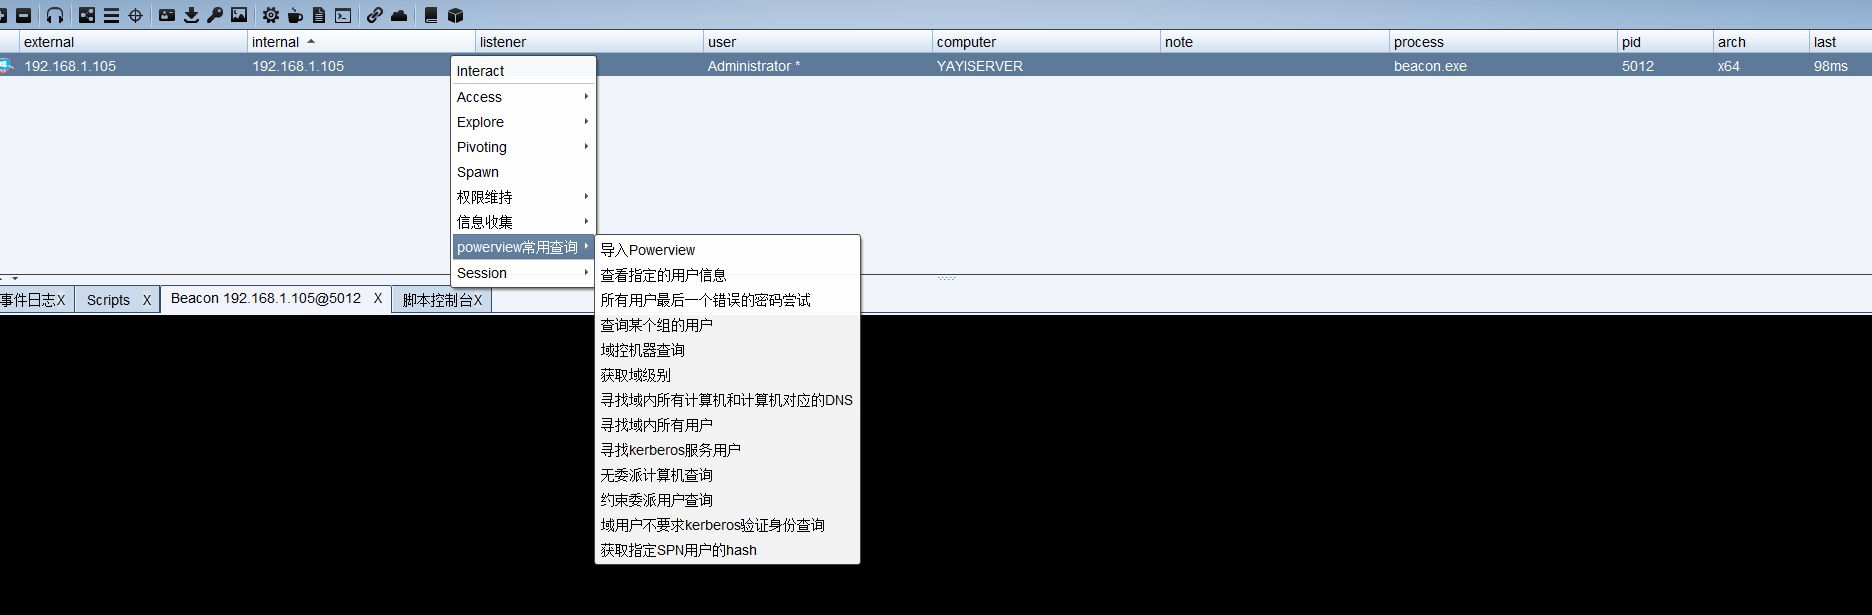 external internal listener user computer note process pid arch last
192.168.1.105 192.168.1.105 Administrator * YAYISERVER beacon.exe 5012 x64 98ms
Interact
Access
Explore
Pivoting
Spawn
权限维持
信息收集
powerview常用查询
Session
导入Powerview
查看指定的用户信息
所有用户最后一个错误的密码尝试
查询某个组的用户
域控机器查询
获取域级别
寻找域内所有计算机和计算机对应的DNS
寻找域内所有用户
寻找kerberos服务用户
无委派计算机查询
约束委派用户查询
域用户不要求kerberos验证身份查询
获取指定SPN用户的hash
事件日志X Scripts X Beacon 192.168.1.105@5012 X 脚本控制台X